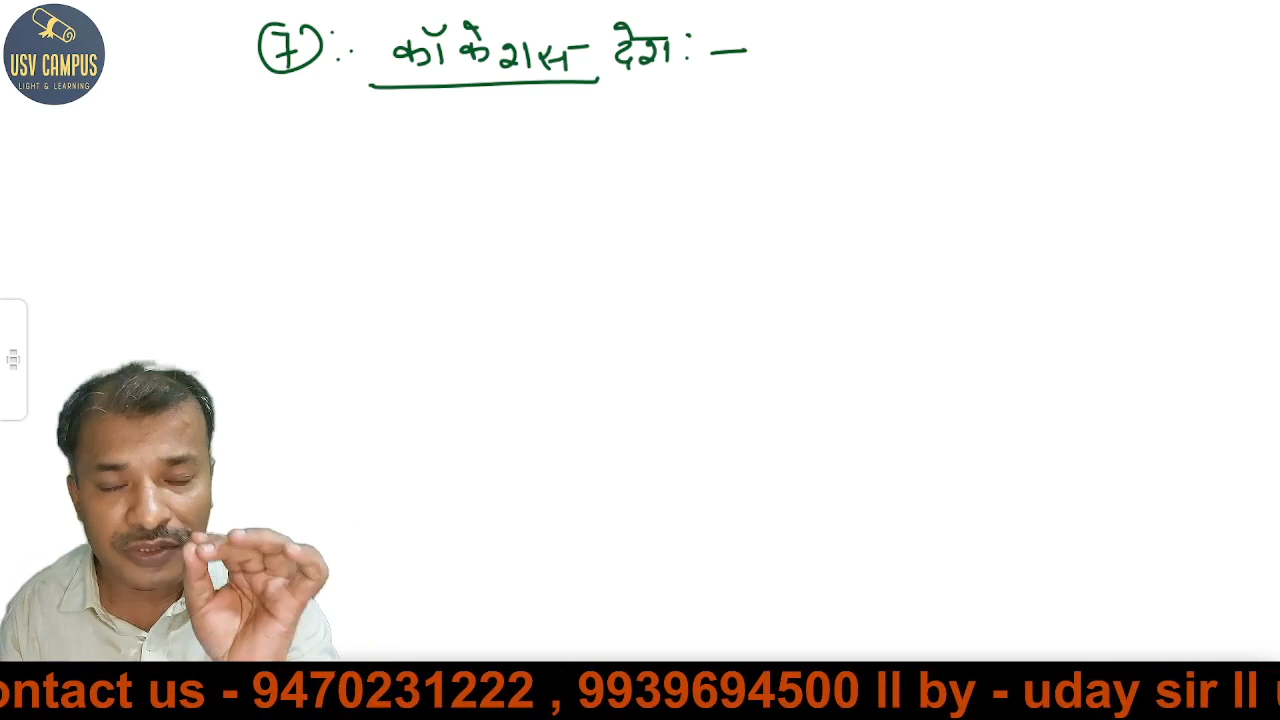 USV CAMPUS
LIGHT & LEARNING
7 :. कॉकेशस देश : —
ontact us - 9470231222 , 9939694500 ll by - uday sir ll